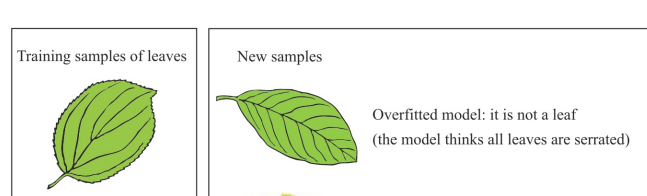 Training samples of leaves
New samples
Overfitted model: it is not a leaf
(the model thinks all leaves are serrated)